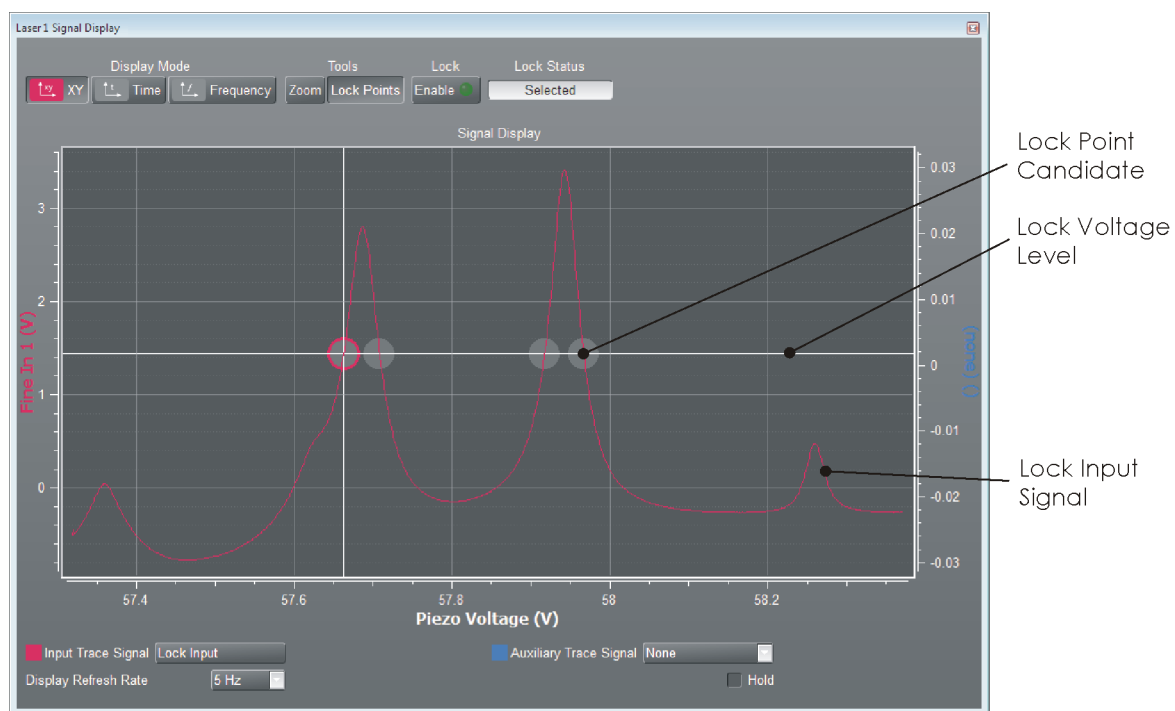 Laser1 Signal Display
Display Mode
Tools
Lock
Lock Status
xy XY
t Time
f Frequency
Zoom
Lock Points
Enable
Selected
Signal Display
3
2
1
0
Fine In 1 (V)
0.03
0.02
0.01
0
-0.01
-0.02
-0.03
(none) ()
57.4
57.6
57.8
58
58.2
Piezo Voltage (V)
Lock Point
Candidate
Lock Voltage
Level
Lock Input
Signal
Input Trace Signal
Lock Input
Auxiliary Trace Signal
None
Display Refresh Rate
5 Hz
Hold